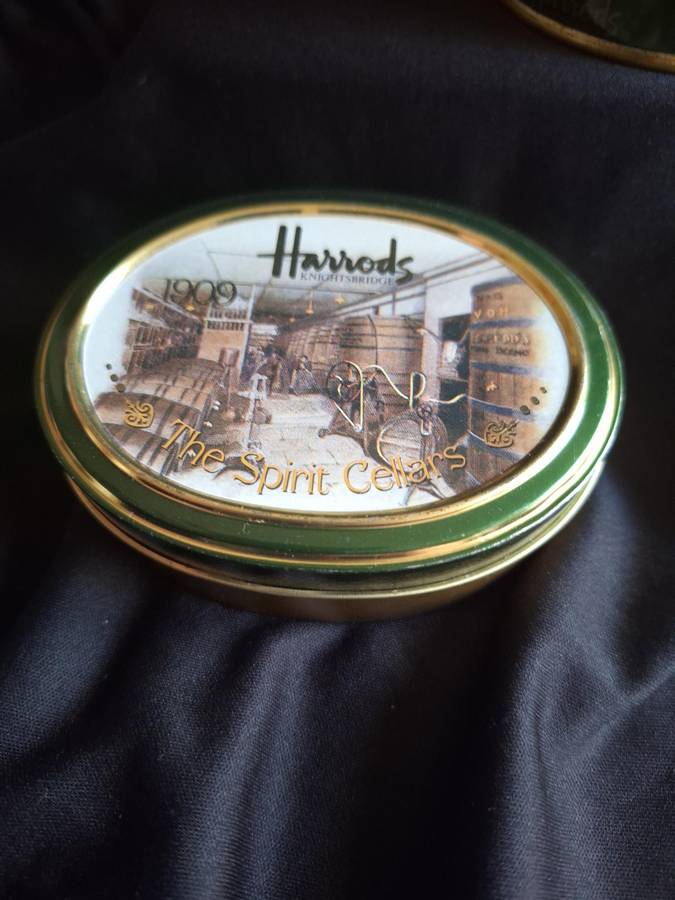 Harrods
KNIGHTSBRIDGE
1909
The Spirit Cellars